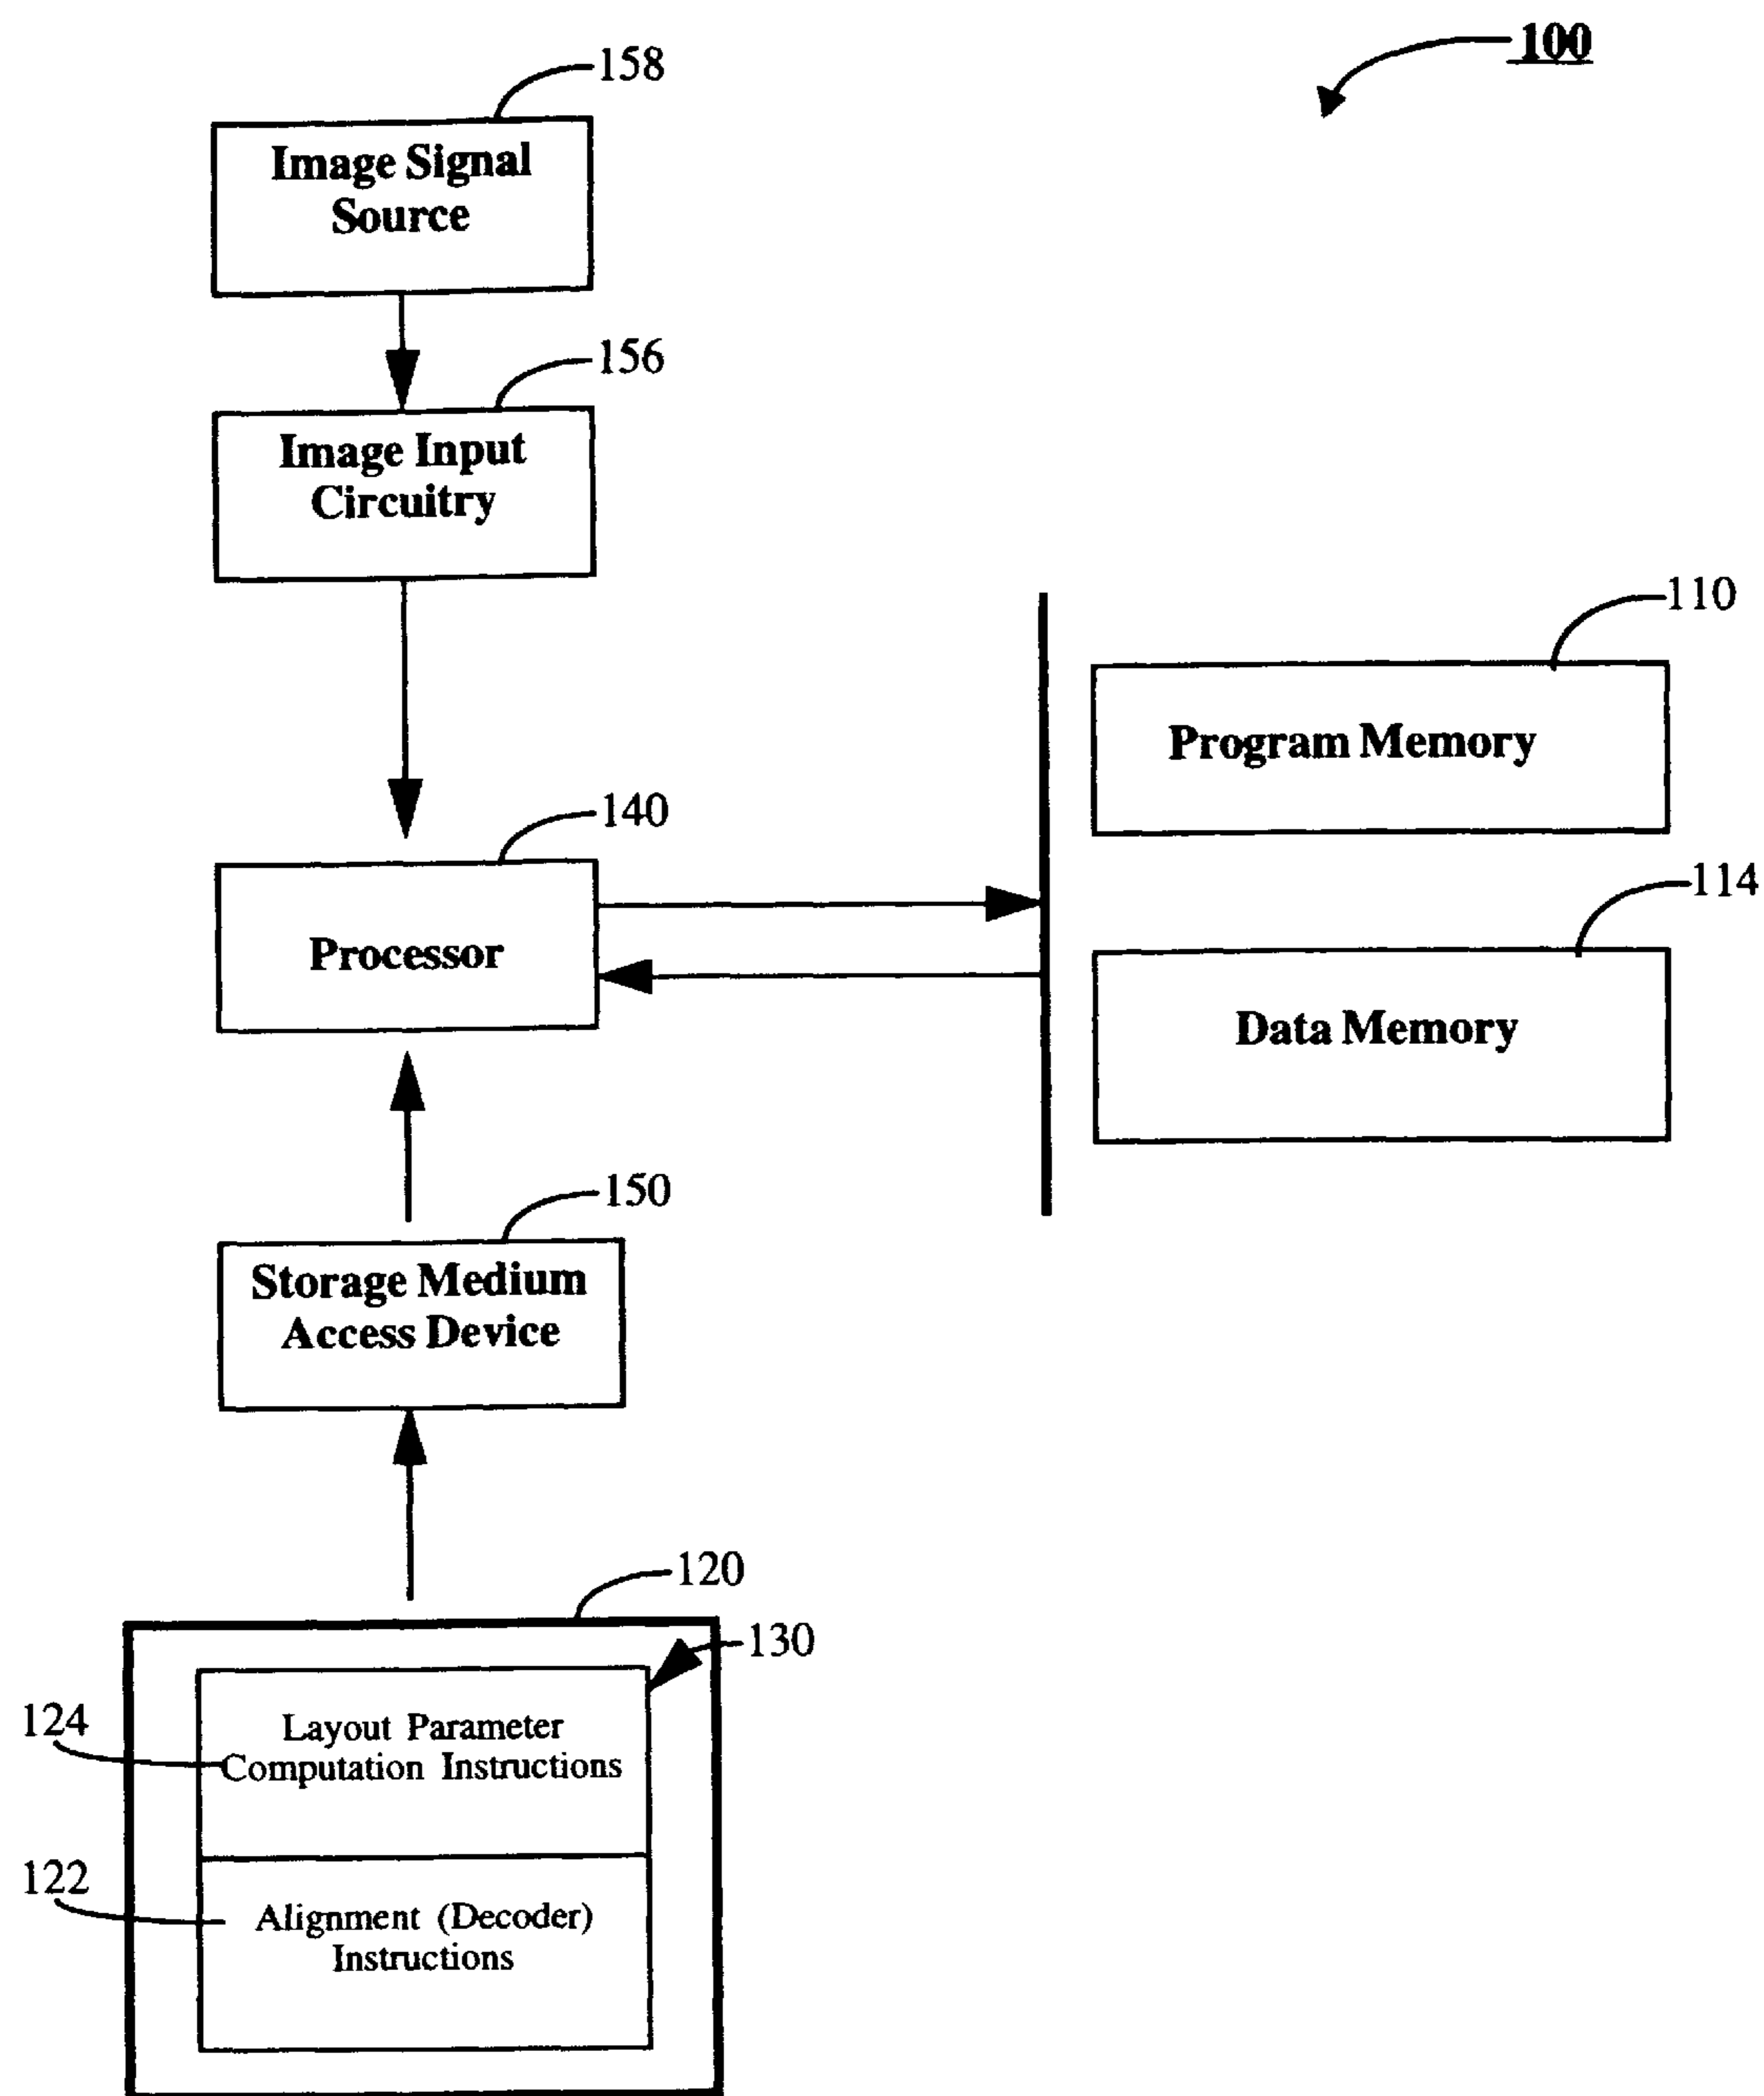 100
158
Image Signal
Source
156
Image Input
Circuitry
110
Program Memory
140
Processor
114
Data Memory
150
Storage Medium
Access Device
120
130
124
Layout Parameter
Computation Instructions
122
Alignment (Decoder)
Instructions